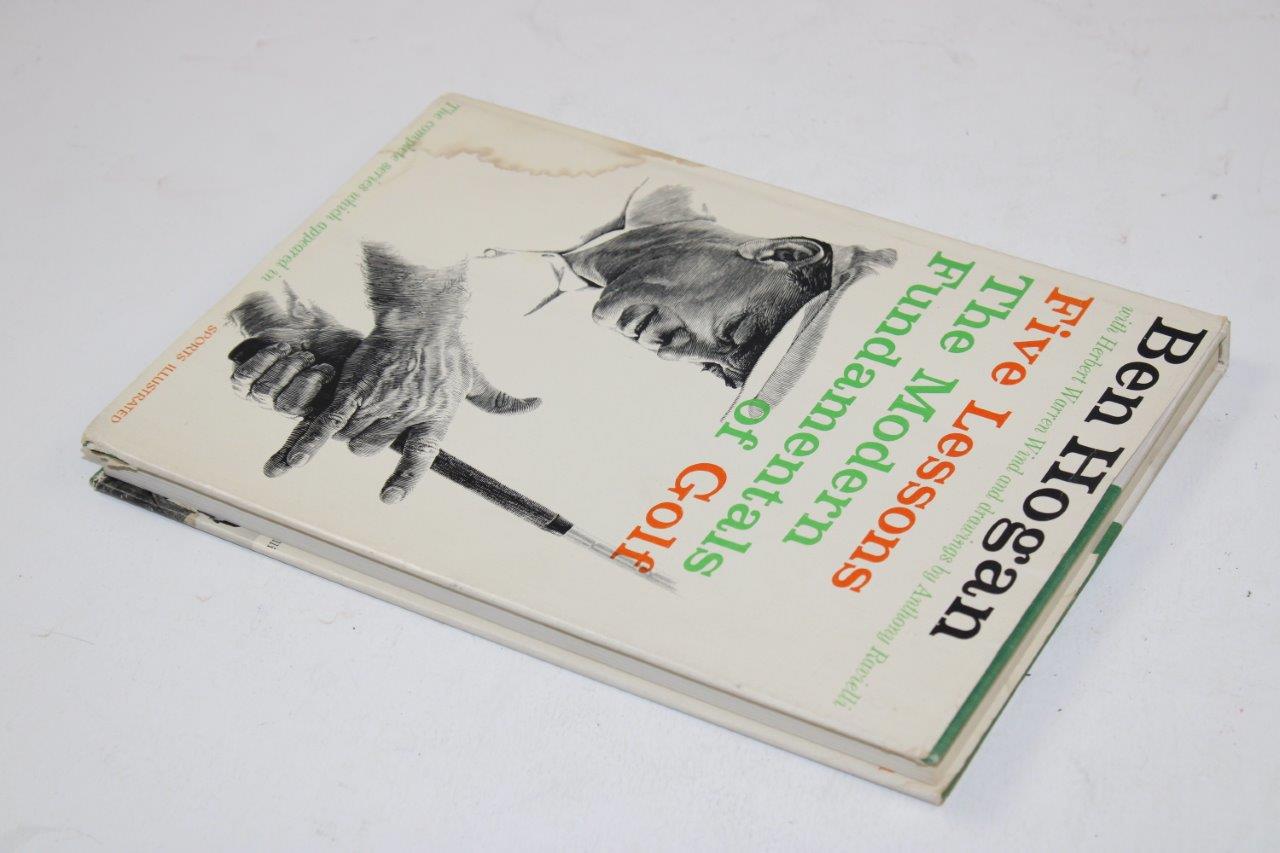 Ben Hogan
with Herbert Warren Wind and drawings by Anthony Ravielli
Five Lessons
The Modern
Fundamentals
of Golf
The complete series which appeared in
SPORTS ILLUSTRATED
lli